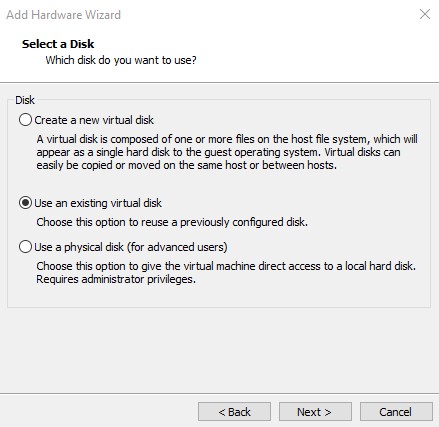 Add Hardware Wizard
Select a Disk
Which disk do you want to use?
Disk
Create a new virtual disk
A virtual disk is composed of one or more files on the host file system, which will
appear as a single hard disk to the guest operating system. Virtual disks can
easily be copied or moved on the same host or between hosts.
Use an existing virtual disk
Choose this option to reuse a previously configured disk.
Use a physical disk (for advanced users)
Choose this option to give the virtual machine direct access to a local hard disk.
Requires administrator privileges.
< Back Next > Cancel